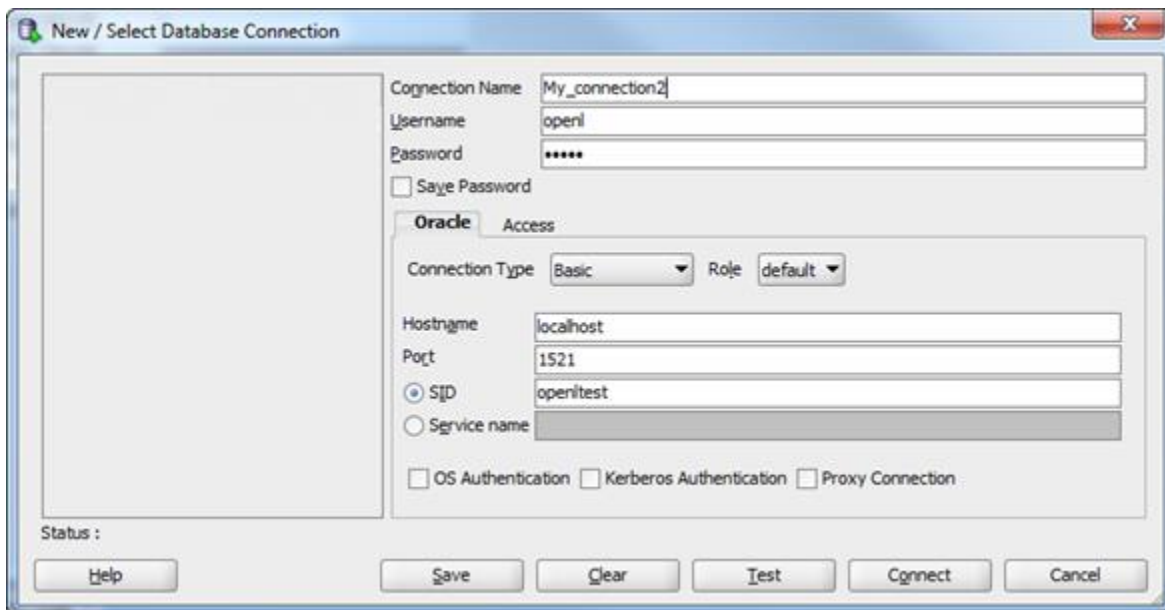 New / Select Database Connection
Connection Name My_connection2
Username openl
Password •••••
Save Password
Oracle Access
Connection Type Basic Role default
Hostname localhost
Port 1521
SID openltest
Service name
OS Authentication Kerberos Authentication Proxy Connection
Status :
Help Save Clear Test Connect Cancel